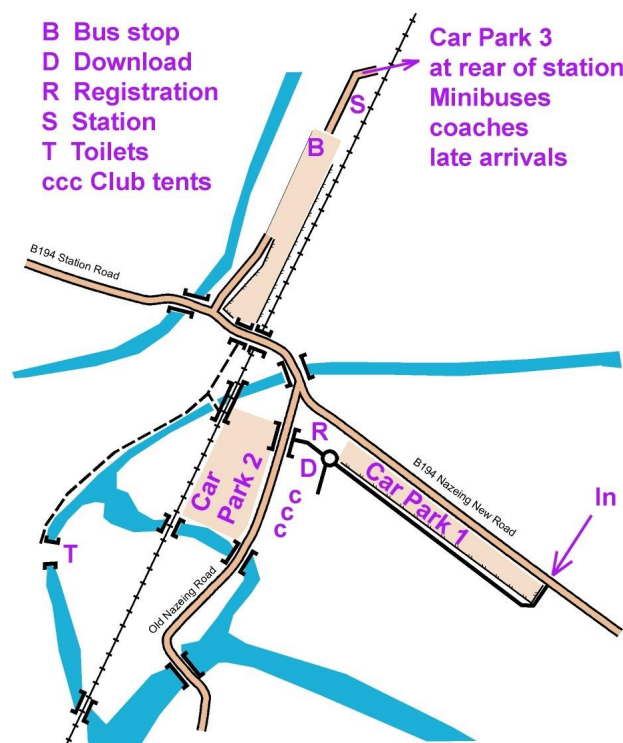 B Bus stop
D Download
R Registration
S Station
T Toilets
ccc Club tents
Car Park 3
at rear of station
Minibuses
coaches
late arrivals
S
B
B194 Station Road
R
D
c
c
c
Car
Park 2
Car Park 1
B194 Nazeing New Road
In
T
Old Nazeing Road